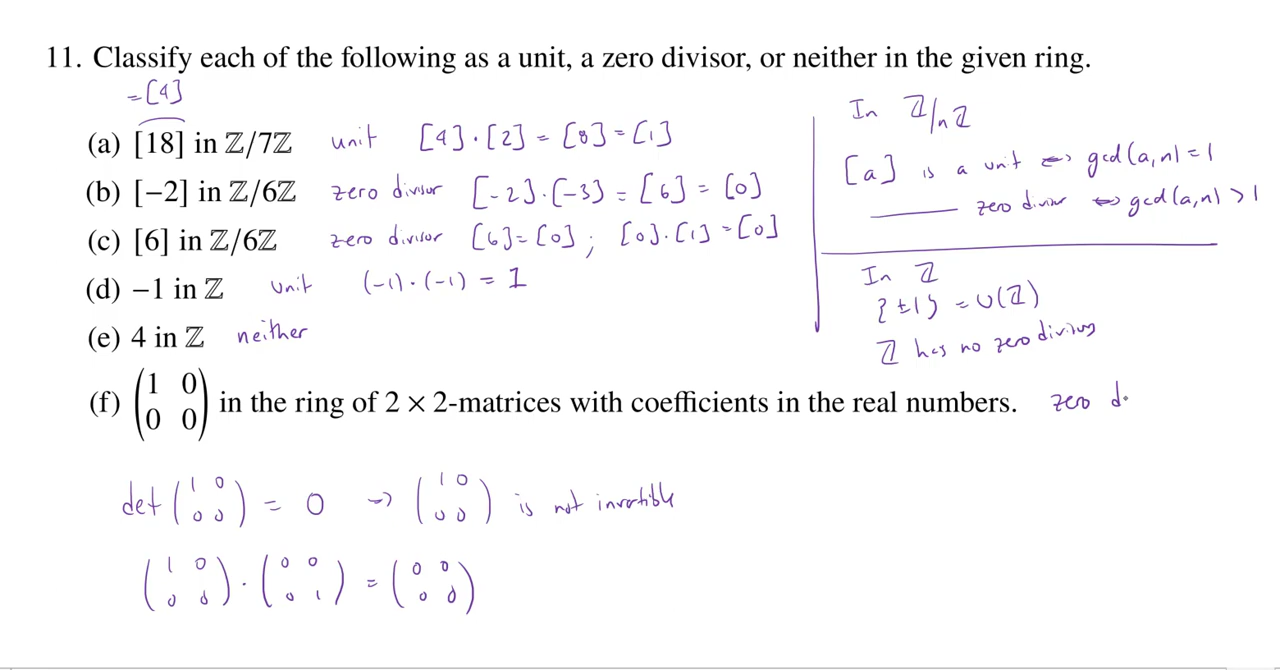 11. Classify each of the following as a unit, a zero divisor, or neither in the given ring.
= [4]
(a) [18] in ℤ/7ℤ unit [4]·[2] = [8] = [1]
(b) [−2] in ℤ/6ℤ zero divisor [-2]·[-3] = [6] = [0]
(c) [6] in ℤ/6ℤ zero divisor [6] = [0] ; [0]·[1] = [0]
(d) −1 in ℤ unit (-1)·(-1) = 1
(e) 4 in ℤ neither
(f) (1 0
0 0) in the ring of 2 × 2-matrices with coefficients in the real numbers. zero d
In ℤ/nℤ
[a] is a unit ⇔ gcd(a,n) = 1
____ zero divisor ⇔ gcd(a,n) > 1
In ℤ
{±1} = U(ℤ)
ℤ has no zero divisors
det (1 0
0 0) = 0 → (1 0
0 0) is not invertible
(1 0
0 0) · (0 0
0 1) = (0 0
0 0)